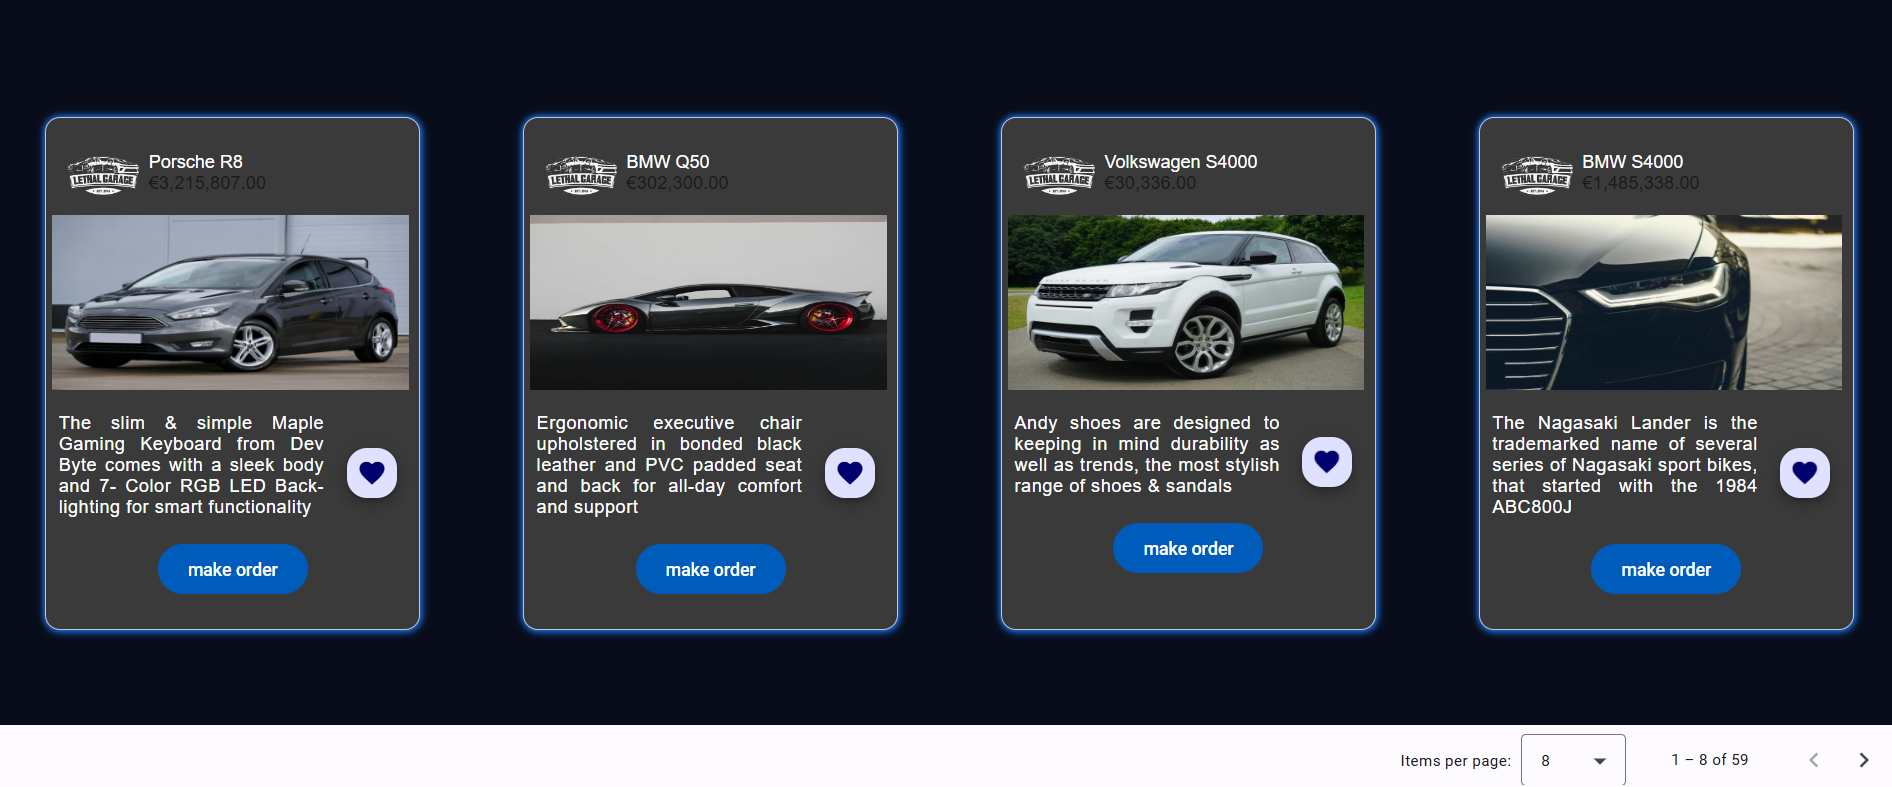 LETHAL GARAGE
Porsche R8
€3,215,807.00
The slim & simple Maple
Gaming Keyboard from Dev
Byte comes with a sleek body
and 7- Color RGB LED Back-
lighting for smart functionality
make order
LETHAL GARAGE
BMW Q50
€302,300.00
Ergonomic executive chair
upholstered in bonded black
leather and PVC padded seat
and back for all-day comfort
and support
make order
LETHAL GARAGE
Volkswagen S4000
€30,336.00
Andy shoes are designed to
keeping in mind durability as
well as trends, the most stylish
range of shoes & sandals
make order
LETHAL GARAGE
BMW S4000
€1,485,338.00
The Nagasaki Lander is the
trademarked name of several
series of Nagasaki sport bikes,
that started with the 1984
ABC800J
make order
Items per page: 8 1 – 8 of 59